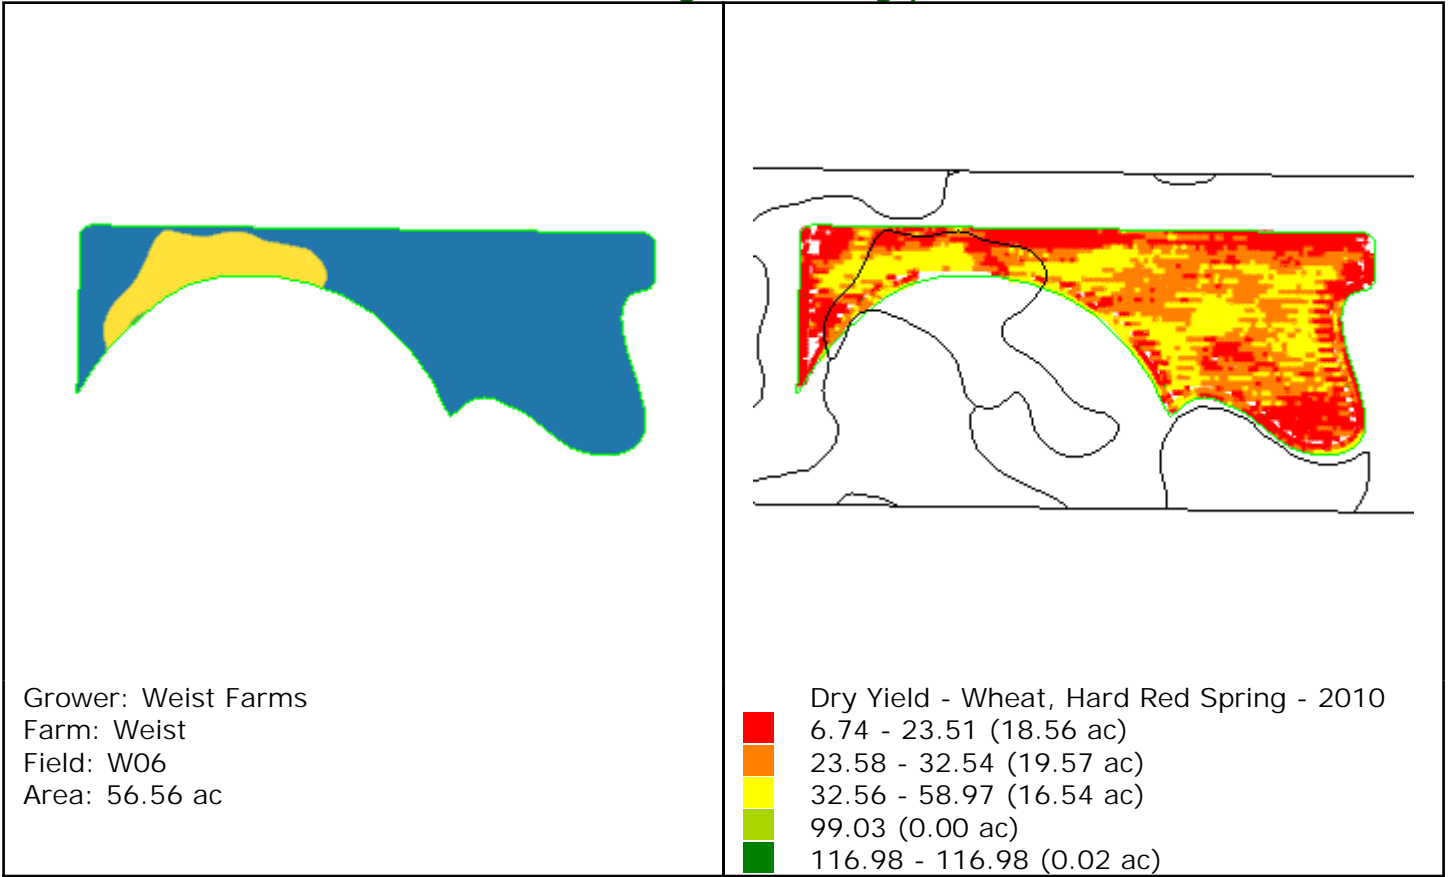 Grower: Weist Farms
Farm: Weist
Field: W06
Area: 56.56 ac
Dry Yield - Wheat, Hard Red Spring - 2010
6.74 - 23.51 (18.56 ac)
23.58 - 32.54 (19.57 ac)
32.56 - 58.97 (16.54 ac)
99.03 (0.00 ac)
116.98 - 116.98 (0.02 ac)